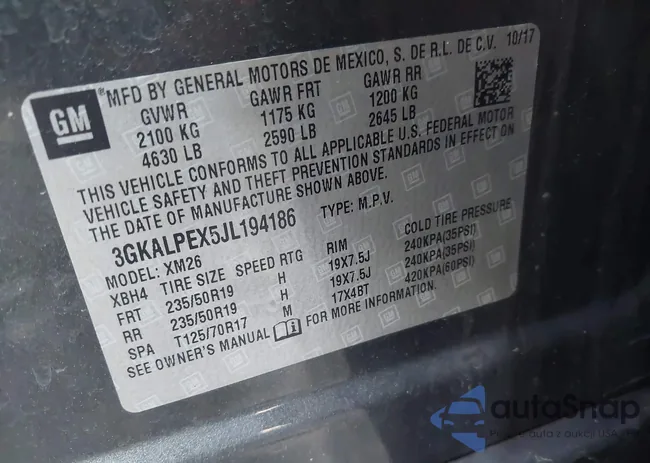 GM
MFD BY GENERAL MOTORS DE MEXICO, S. DE R.L. DE C.V. 10/17
GVWR GAWR FRT GAWR RR
2100 KG 1175 KG 1200 KG
4630 LB 2590 LB 2645 LB
THIS VEHICLE CONFORMS TO ALL APPLICABLE U.S. FEDERAL MOTOR
VEHICLE SAFETY AND THEFT PREVENTION STANDARDS IN EFFECT ON
THE DATE OF MANUFACTURE SHOWN ABOVE.
3GKALPEX5JL194186 TYPE: M.P.V.
MODEL: XM26
XBH4 TIRE SIZE SPEED RTG RIM COLD TIRE PRESSURE
FRT 235/50R19 H 19X7.5J 240KPA(35PSI)
RR 235/50R19 H 19X7.5J 240KPA(35PSI)
SPA T125/70R17 M 17X4BT 420KPA(60PSI)
SEE OWNER'S MANUAL FOR MORE INFORMATION.
autoSnap
Pewne auta z aukcji USA